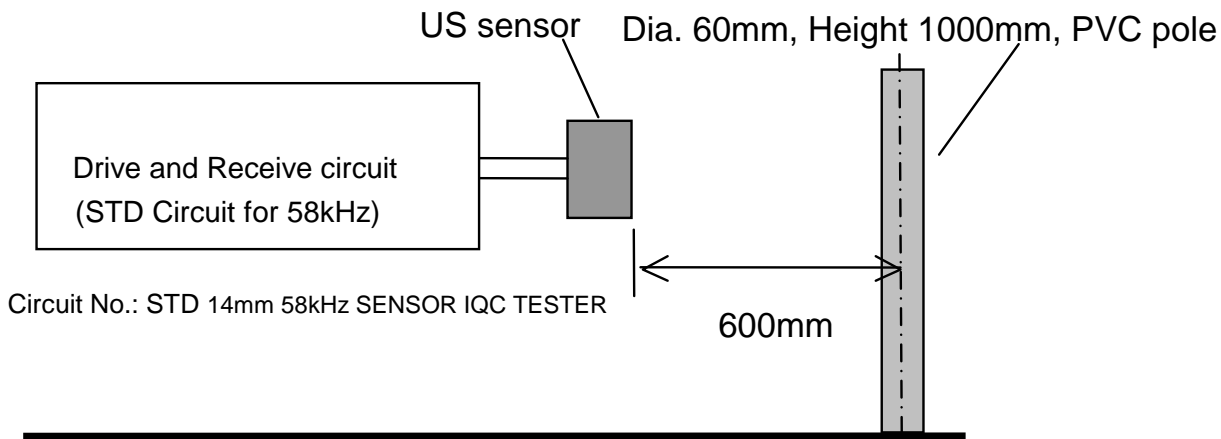 US sensor
Dia. 60mm, Height 1000mm, PVC pole
Drive and Receive circuit
(STD Circuit for 58kHz)
Circuit No.: STD 14mm 58kHz SENSOR IQC TESTER
600mm